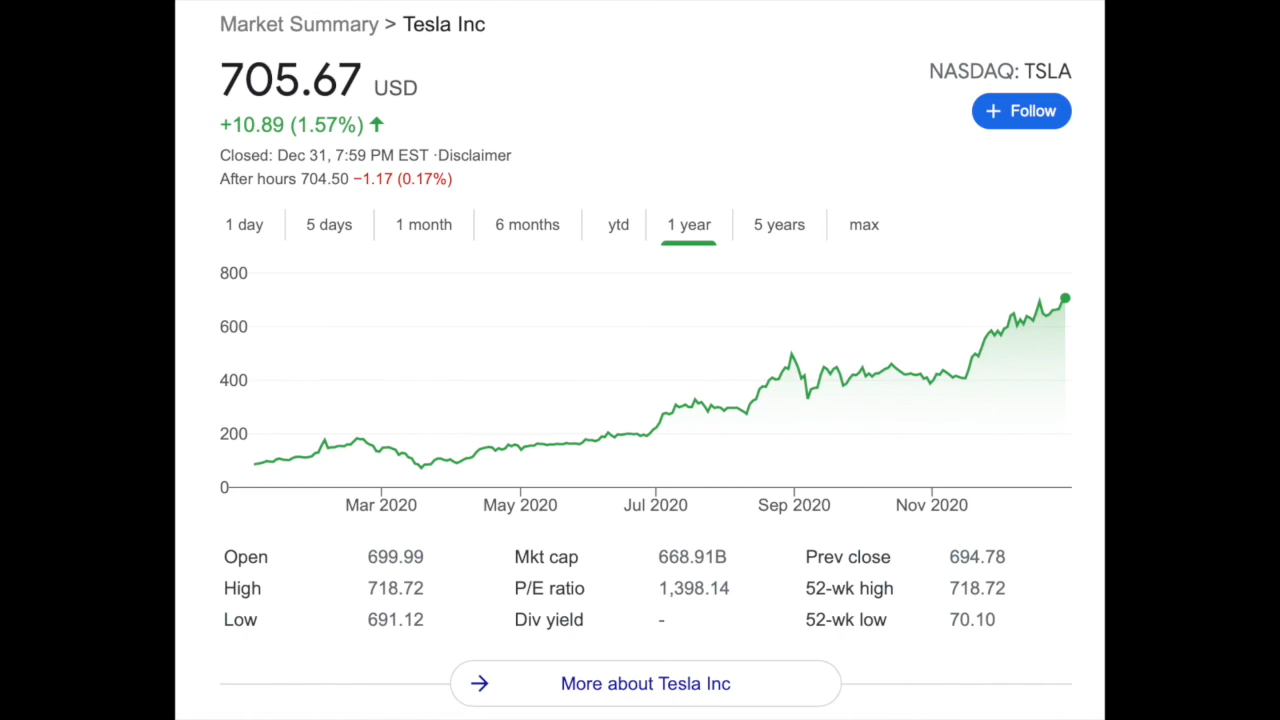 Market Summary > Tesla Inc
705.67 USD
NASDAQ: TSLA
+ Follow
+10.89 (1.57%)
Closed: Dec 31, 7:59 PM EST ·Disclaimer
After hours 704.50 −1.17 (0.17%)
1 day 5 days 1 month 6 months ytd 1 year 5 years max
800
600
400
200
0
Mar 2020 May 2020 Jul 2020 Sep 2020 Nov 2020
Open 699.99 Mkt cap 668.91B Prev close 694.78
High 718.72 P/E ratio 1,398.14 52-wk high 718.72
Low 691.12 Div yield - 52-wk low 70.10
More about Tesla Inc